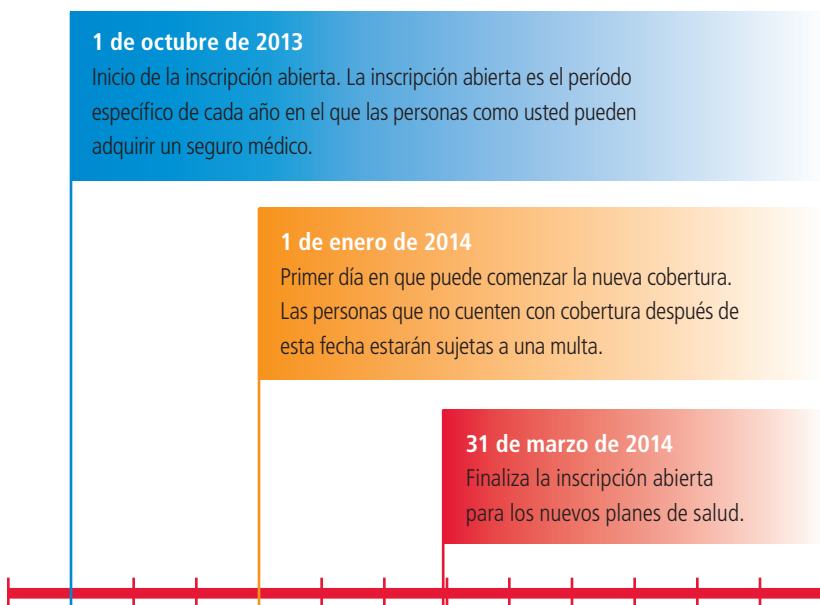 1 de octubre de 2013
Inicio de la inscripción abierta. La inscripción abierta es el período
específico de cada año en el que las personas como usted pueden
adquirir un seguro médico.
1 de enero de 2014
Primer día en que puede comenzar la nueva cobertura.
Las personas que no cuenten con cobertura después de
esta fecha estarán sujetas a una multa.
31 de marzo de 2014
Finaliza la inscripción abierta
para los nuevos planes de salud.